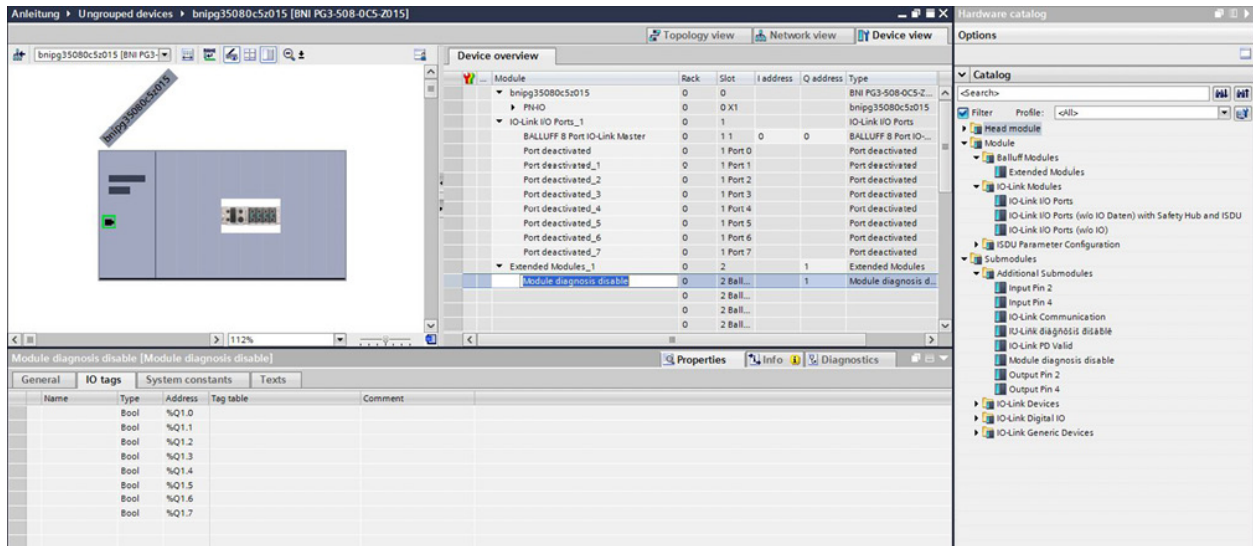 Anleitung ▸ Ungrouped devices ▸ bnipg35080c5z015 [BNI PG3-508-0C5-Z015]
Topology view Network view Device view
bnipg35080c5z015 [BNI PG3-
bnipg35080c5z015
112%
Device overview
Module Rack Slot I address Q address Type
bnipg35080c5z015 0 0 BNI PG3-508-0C5-Z...
PN-IO 0 0 X1 bnipg35080c5z015
IO-Link I/O Ports_1 0 1 IO-Link I/O Ports
BALLUFF 8 Port IO-Link Master 0 1 1 0 0 BALLUFF 8 Port IO-...
Port deactivated 0 1 Port 0 Port deactivated
Port deactivated_1 0 1 Port 1 Port deactivated
Port deactivated_2 0 1 Port 2 Port deactivated
Port deactivated_3 0 1 Port 3 Port deactivated
Port deactivated_4 0 1 Port 4 Port deactivated
Port deactivated_5 0 1 Port 5 Port deactivated
Port deactivated_6 0 1 Port 6 Port deactivated
Port deactivated_7 0 1 Port 7 Port deactivated
Extended Modules_1 0 2 1 Extended Modules
Module diagnosis disable 0 2 Ball... 1 Module diagnosis d...
0 2 Ball...
0 2 Ball...
0 2 Ball...
Module diagnosis disable [Module diagnosis disable]
Properties Info Diagnostics
General IO tags System constants Texts
Name Type Address Tag table Comment
Bool %Q1.0
Bool %Q1.1
Bool %Q1.2
Bool %Q1.3
Bool %Q1.4
Bool %Q1.5
Bool %Q1.6
Bool %Q1.7
Hardware catalog
Options
Catalog
<Search>
Filter Profile: <All>
Head module
Module
Balluff Modules
Extended Modules
IO-Link Modules
IO-Link I/O Ports
IO-Link I/O Ports (w/o IO Daten) with Safety Hub and ISDU
IO-Link I/O Ports (w/o IO)
ISDU Parameter Configuration
Submodules
Additional Submodules
Input Pin 2
Input Pin 4
IO-Link Communication
IO-Link diagnosis disable
IO-Link PD Valid
Module diagnosis disable
Output Pin 2
Output Pin 4
IO-Link Devices
IO-Link Digital IO
IO-Link Generic Devices